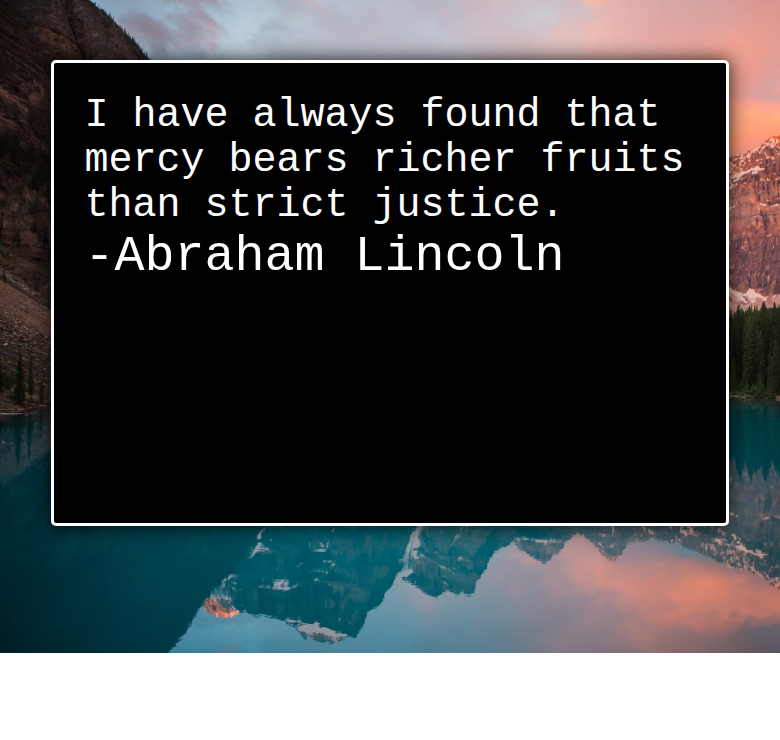 I have always found that
mercy bears richer fruits
than strict justice.
-Abraham Lincoln